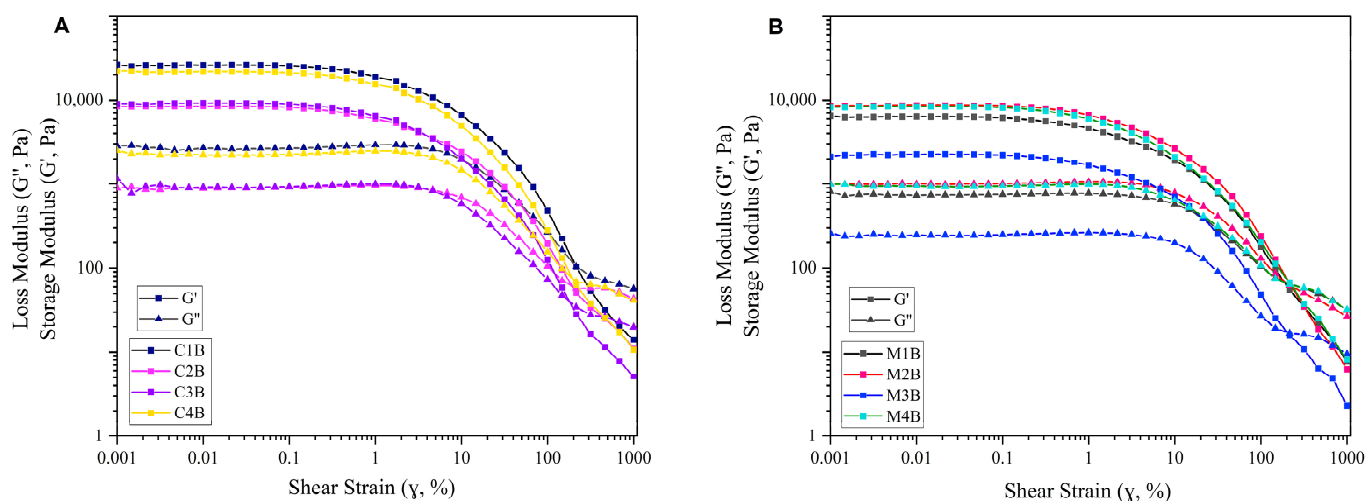 A
Loss Modulus (G", Pa)
Storage Modulus (G', Pa)
10,000
100
1
G'
G"
C1B
C2B
C3B
C4B
0.001
0.01
0.1
1
10
100
1000
Shear Strain (ɣ, %)
B
Loss Modulus (G", Pa)
Storage Modulus (G', Pa)
10,000
100
1
G'
G"
M1B
M2B
M3B
M4B
0.001
0.01
0.1
1
10
100
1000
Shear Strain (ɣ, %)